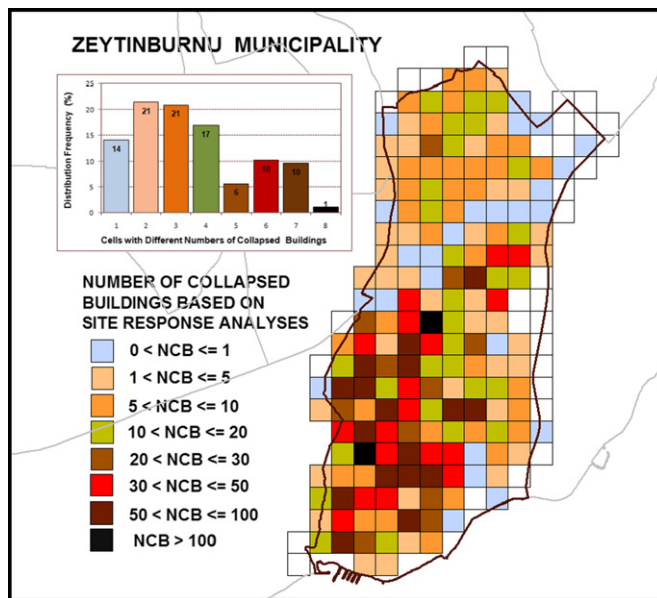 ZEYTINBURNU MUNICIPALITY
Distribution Frequency (%)
25
20
15
10
5
0
14
21
21
17
6
10
10
1
1 2 3 4 5 6 7 8
Cells with Different Numbers of Collapsed Buildings
NUMBER OF COLLAPSED
BUILDINGS BASED ON
SITE RESPONSE ANALYSES
0 < NCB <= 1
1 < NCB <= 5
5 < NCB <= 10
10 < NCB <= 20
20 < NCB <= 30
30 < NCB <= 50
50 < NCB <= 100
NCB > 100